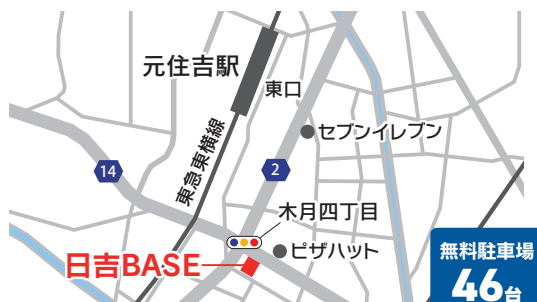 元住吉駅
東口
セブンイレブン
東急東横線
14
2
木月四丁目
ピザハット
日吉BASE
無料駐車場
46台